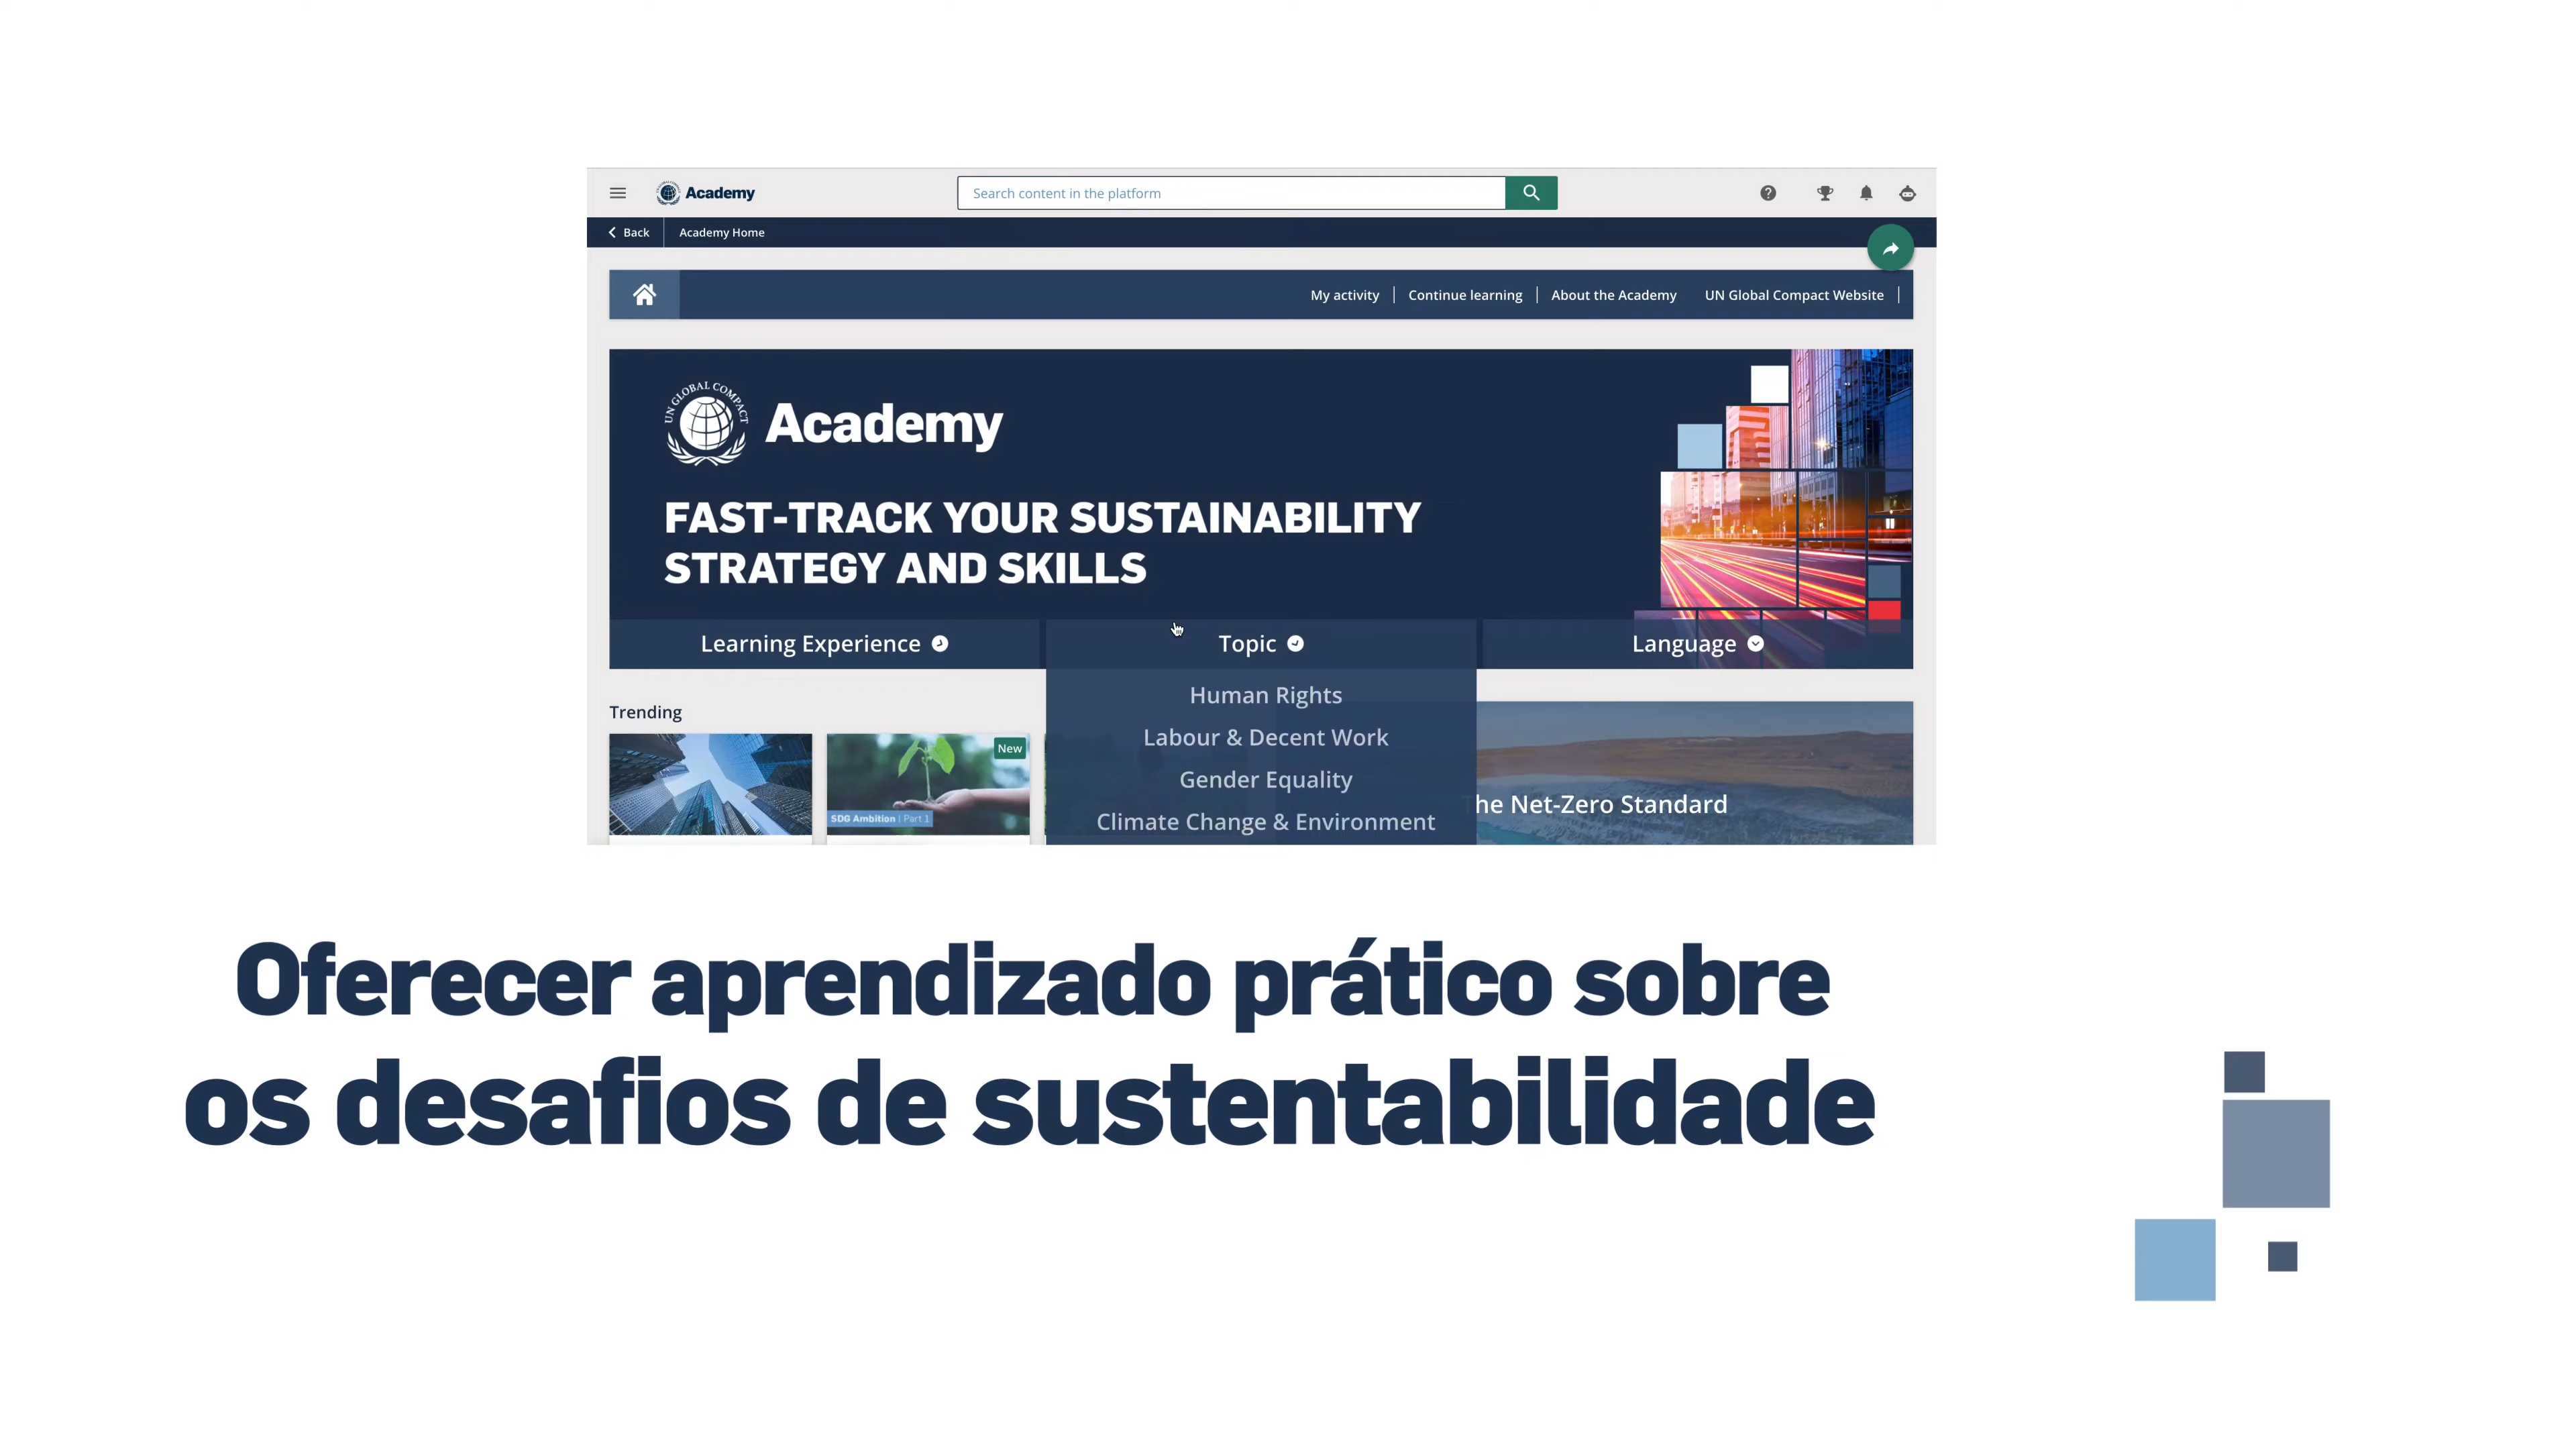 Academy
Search content in the platform
Back
Academy Home
My activity
Continue learning
About the Academy
UN Global Compact Website
UN GLOBAL COMPACT
Academy
FAST-TRACK YOUR SUSTAINABILITY
STRATEGY AND SKILLS
Learning Experience
Topic
Language
Human Rights
Labour & Decent Work
Gender Equality
Climate Change & Environment
Trending
New
SDG Ambition | Part 1
he Net-Zero Standard
Oferecer aprendizado prático sobre
os desafios de sustentabilidade